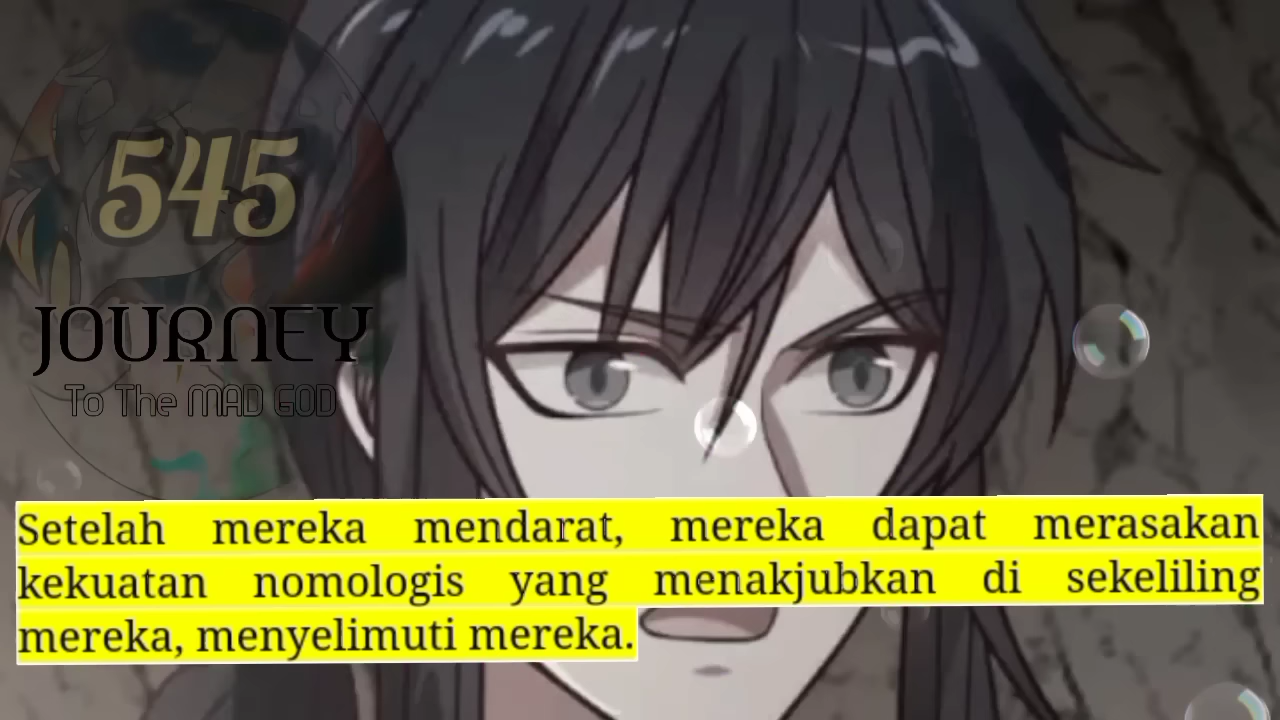 545
JOURNEY
To The MAD GOD
Setelah mereka mendarat, mereka dapat merasakan
kekuatan nomologis yang menakjubkan di sekeliling
mereka, menyelimuti mereka.